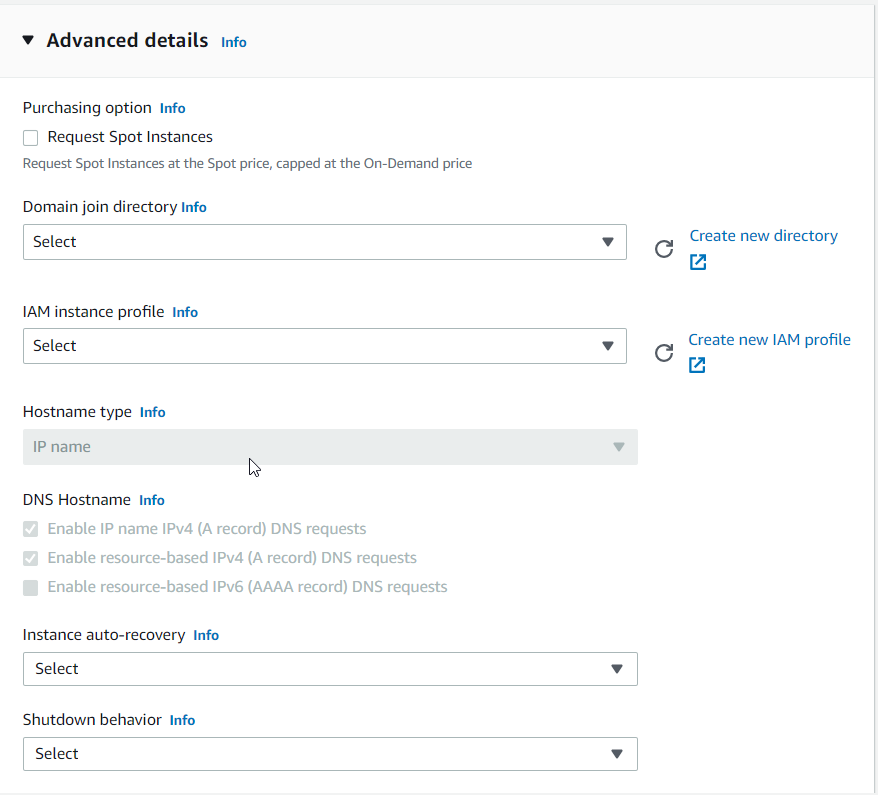 Advanced details Info
Purchasing option Info
Request Spot Instances
Request Spot Instances at the Spot price, capped at the On-Demand price
Domain join directory Info
Select
Create new directory
IAM instance profile Info
Select
Create new IAM profile
Hostname type Info
IP name
DNS Hostname Info
Enable IP name IPv4 (A record) DNS requests
Enable resource-based IPv4 (A record) DNS requests
Enable resource-based IPv6 (AAAA record) DNS requests
Instance auto-recovery Info
Select
Shutdown behavior Info
Select